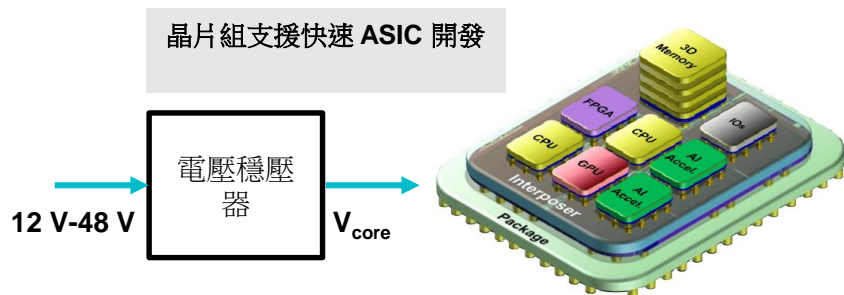 晶片組支援快速 ASIC 開發
3D
Memory
FPGA
IOs
CPU
CPU
電壓穩壓
器
GPU
AI
Accel.
AI
Accel.
Interposer
12 V-48 V
Vcore
Package